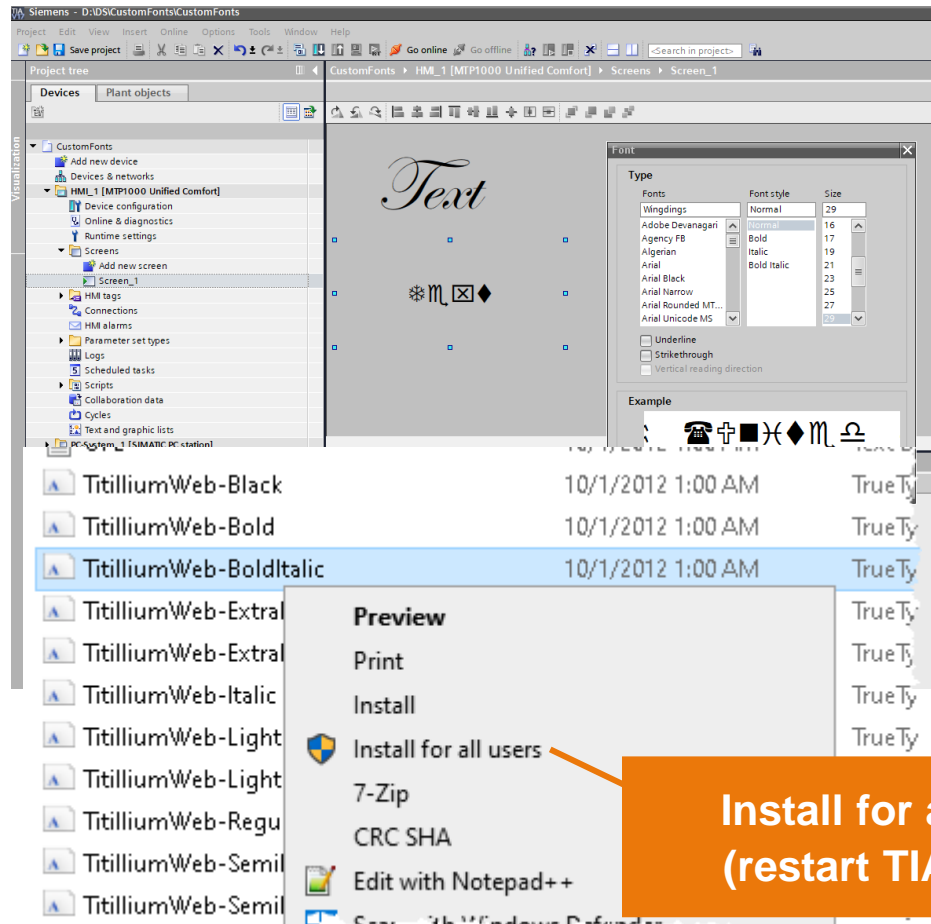 Siemens - D:\DS\CustomFonts\CustomFonts
Project Edit View Insert Online Options Tools Window Help
Save project Go online Go offline <Search in project>
Project tree
CustomFonts HMI_1 [MTP1000 Unified Comfort] Screens Screen_1
Devices Plant objects
Visualization
CustomFonts
Add new device
Devices & networks
HMI_1 [MTP1000 Unified Comfort]
Device configuration
Online & diagnostics
Runtime settings
Screens
Add new screen
Screen_1
HMI tags
Connections
HMI alarms
Parameter set types
Logs
Scheduled tasks
Scripts
Collaboration data
Cycles
Text and graphic lists
PC-System_1 [SIMATIC PC station]
Text
❄♏⌧⧫
Font
Type
Fonts Font style Size
Wingdings Normal 29
Adobe Devanagari Normal 16
Agency FB Bold 17
Algerian Italic 19
Arial Bold Italic 21
Arial Black 23
Arial Narrow 25
Arial Rounded MT... 27
Arial Unicode MS 29
Underline
Strikethrough
Vertical reading direction
Example
☎✞■♓⧫♏♎
TitilliumWeb-Black 10/1/2012 1:00 AM TrueTy
TitilliumWeb-Bold 10/1/2012 1:00 AM TrueTy
TitilliumWeb-BoldItalic 10/1/2012 1:00 AM TrueTy
TitilliumWeb-Extral TrueTy
TitilliumWeb-Extral TrueTy
TitilliumWeb-Italic TrueTy
TitilliumWeb-Light TrueTy
TitilliumWeb-Light
TitilliumWeb-Regu
TitilliumWeb-Semil
TitilliumWeb-Semil
Preview
Print
Install
Install for all users
7-Zip
CRC SHA
Edit with Notepad++
Install for a
(restart TIA